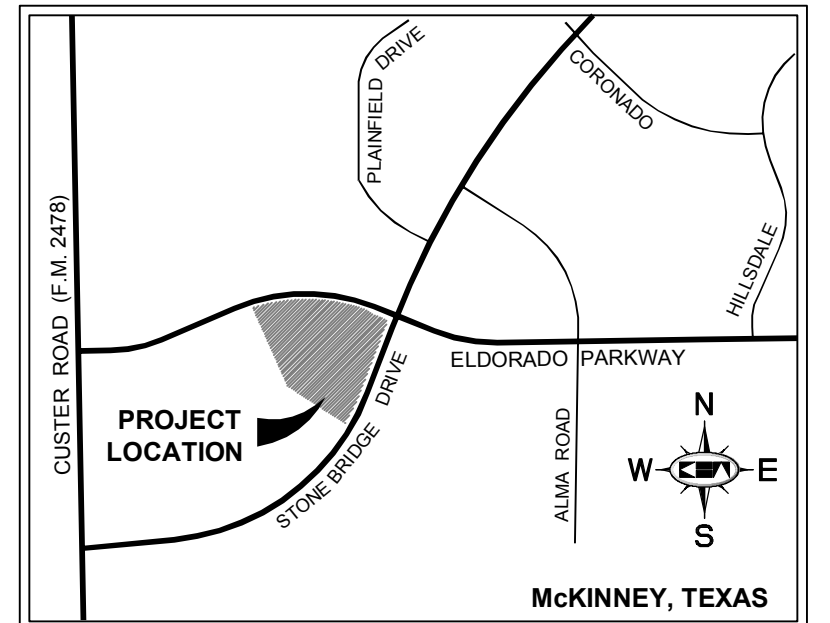 PLAINFIELD DRIVE
CORONADO
CUSTER ROAD (F.M. 2478)
HILLSDALE
ELDORADO PARKWAY
STONE BRIDGE DRIVE
PROJECT
LOCATION
ALMA ROAD
N
W
E
S
McKINNEY, TEXAS